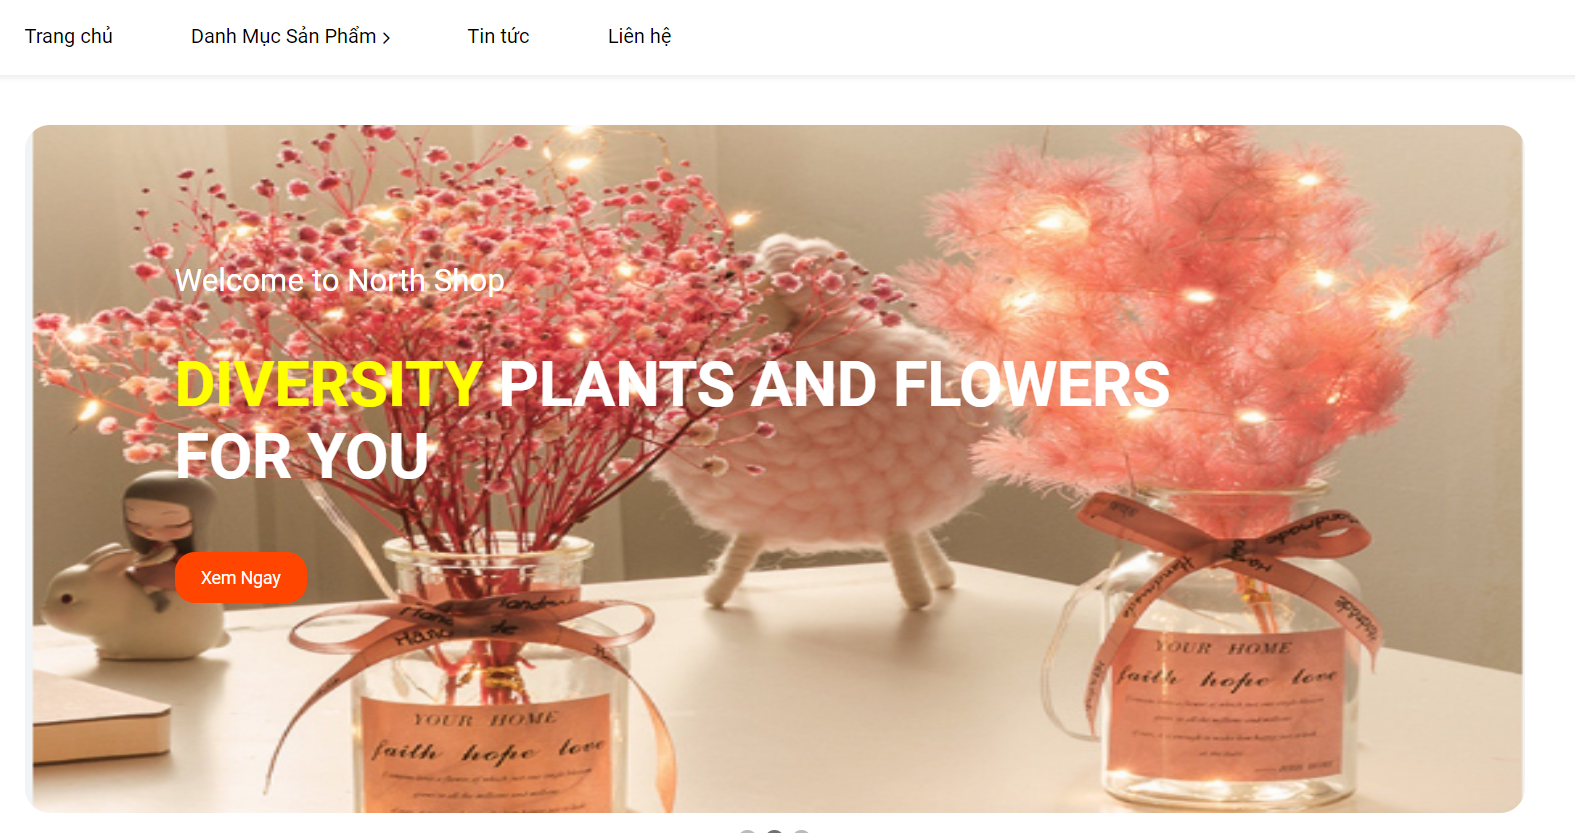 Trang chủ
Danh Mục Sản Phẩm
Tin tức
Liên hệ
Welcome to North Shop
DIVERSITY PLANTS AND FLOWERS
FOR YOU
Xem Ngay
YOUR HOME
faith hope love
YOUR HOME
faith hope love